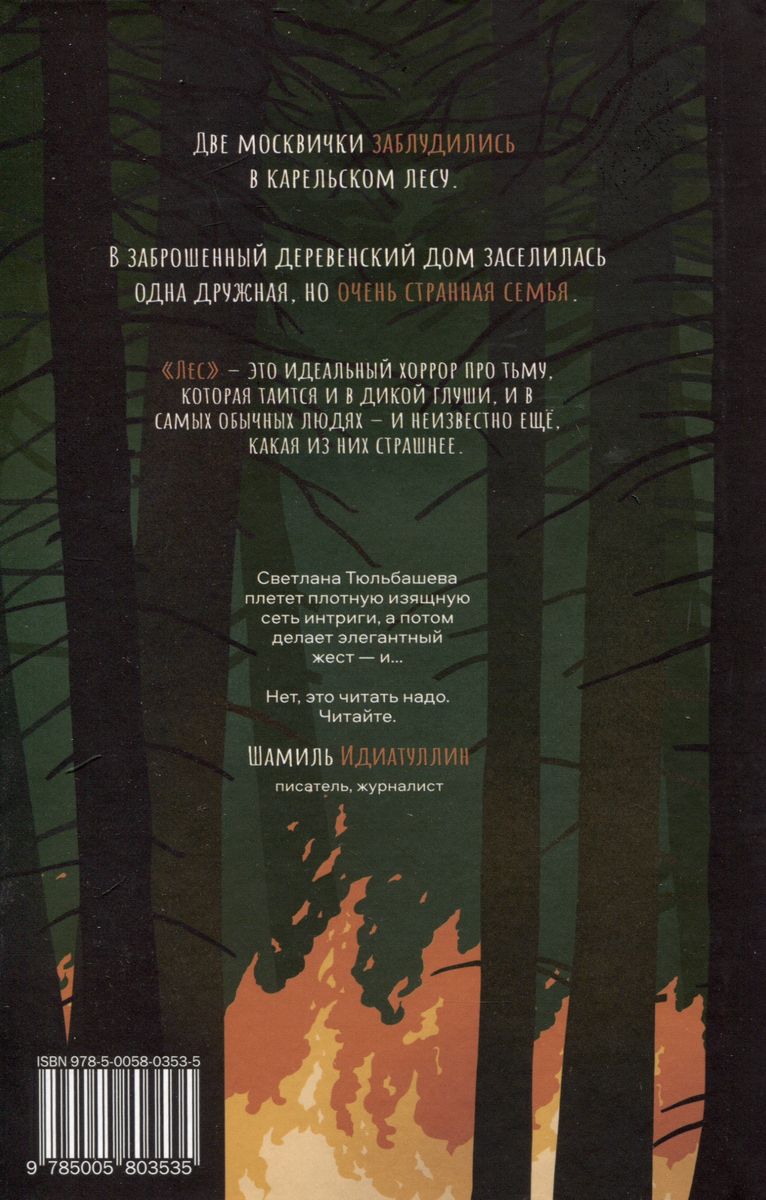 Две москвички заблудились
в карельском лесу.
В заброшенный деревенский дом заселилась
одна дружная, но очень странная семья.
«Лес» – это идеальный хоррор про тьму,
которая таится и в дикой глуши, и в
самых обычных людях – и неизвестно ещё,
какая из них страшнее.
Светлана Тюльбашева
плетет плотную изящную
сеть интриги, а потом
делает элегантный
жест — и...
Нет, это читать надо.
Читайте.
Шамиль Идиатуллин
писатель, журналист
ISBN 978-5-0058-0353-5
9 785005 803535